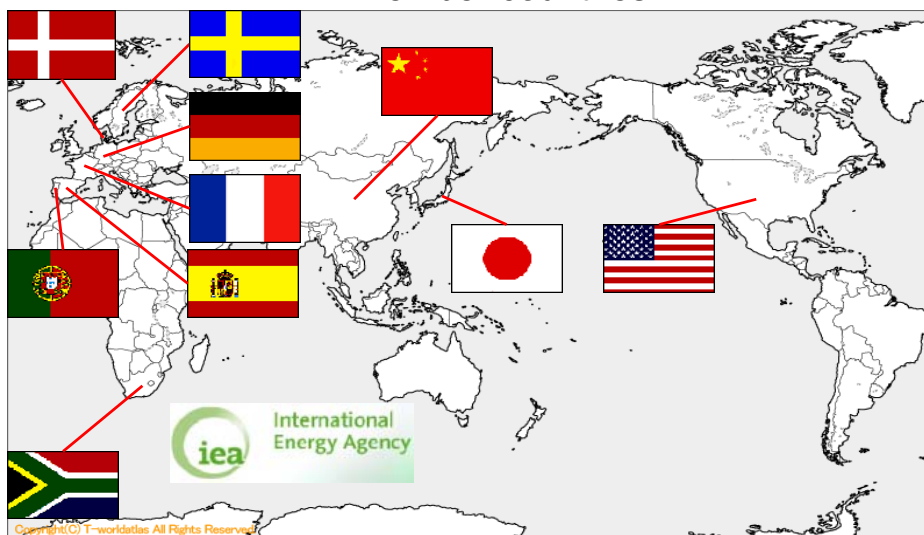 iea
International
Energy Agency
Copyright(C) T-worldatlas All Rights Reserved